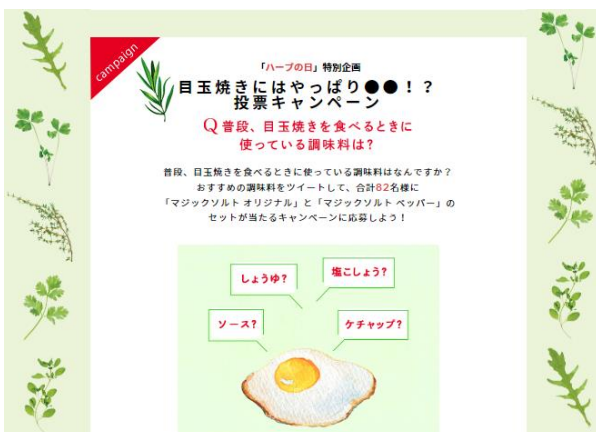 campaign
「ハーブの日」特別企画
目玉焼きにはやっぱり●●！？
投票キャンペーン
Q 普段、目玉焼きを食べるときに
使っている調味料は?
普段、目玉焼きを食べるときに使っている調味料はなんですか？
おすすめの調味料をツイートして、合計82名様に
「マジックソルト オリジナル」と「マジックソルト ペッパー」の
セットが当たるキャンペーンに応募しよう！
しょうゆ?
塩こしょう?
ソース?
ケチャップ?